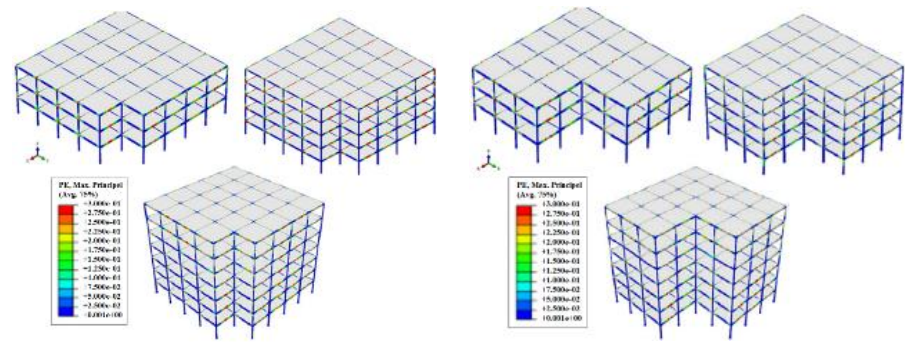 PE, Max. Principel
(Avg. 75%)
+3.000e-01
+2.750e-01
+2.500e-01
+2.250e-01
+2.000e-01
+1.750e-01
+1.500e-01
+1.250e-01
+1.000e-01
+7.500e-02
+5.000e-02
+2.500e-02
+0.001e+00
PE, Max. Principel
(Avg. 75%)
+3.000e-01
+2.750e-01
+2.500e-01
+2.250e-01
+2.000e-01
+1.750e-01
+1.500e-01
+1.250e-01
+1.000e-01
+7.500e-02
+5.000e-02
+2.500e-02
+0.001e+00